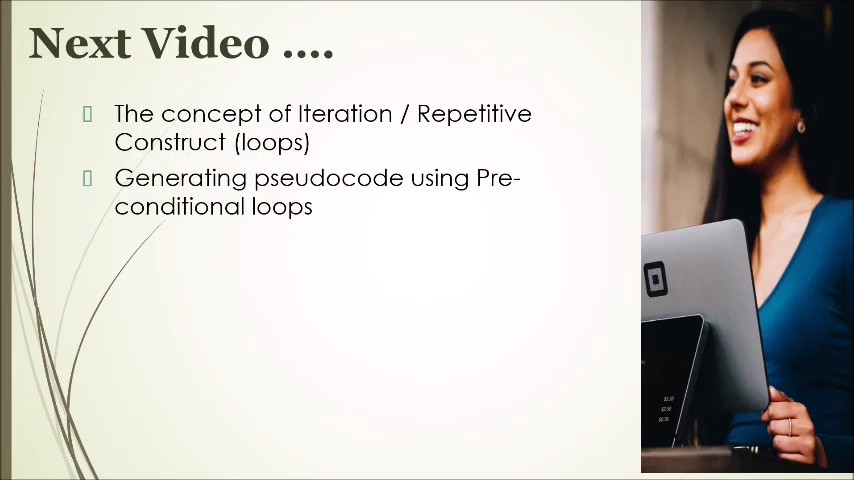 Next Video ....
The concept of Iteration / Repetitive
Construct (loops)
Generating pseudocode using Pre-
conditional loops